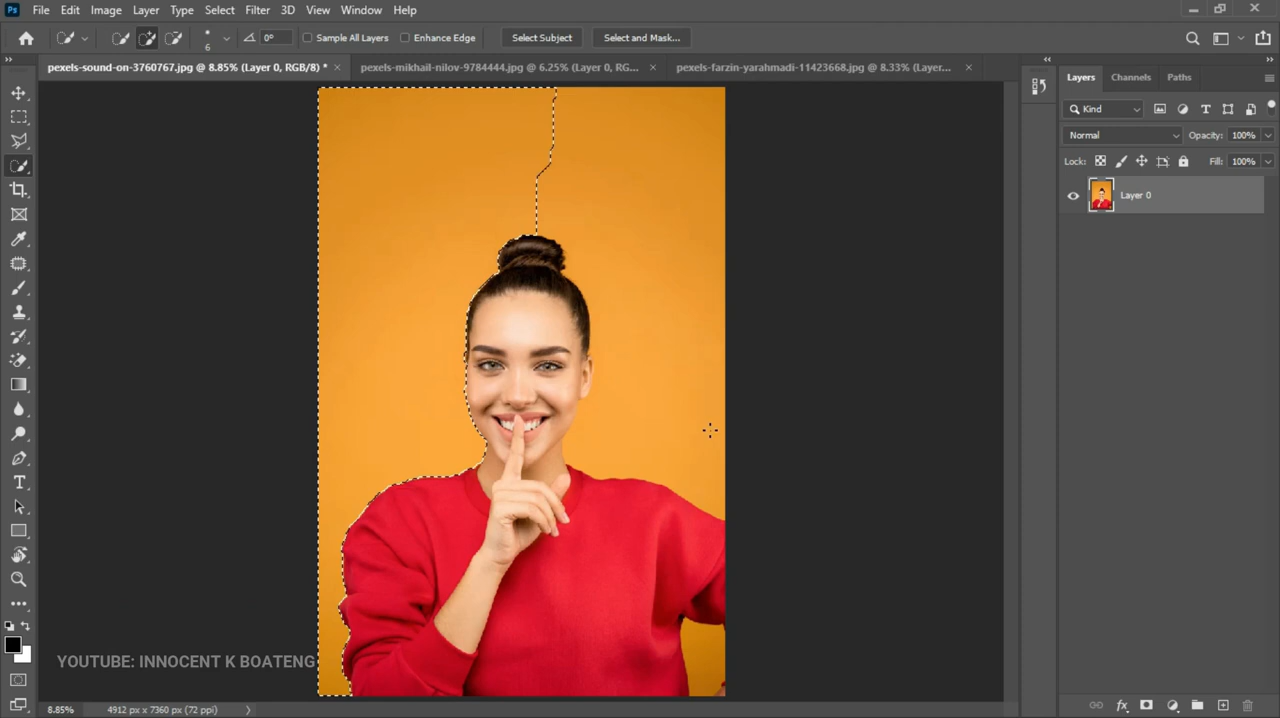 Ps File Edit Image Layer Type Select Filter 3D View Window Help
6 0° Sample All Layers Enhance Edge Select Subject Select and Mask...
pexels-sound-on-3760767.jpg @ 8.85% (Layer 0, RGB/8) * × pexels-mikhail-nilov-9784444.jpg @ 6.25% (Layer 0, RG... × pexels-farzin-yarahmadi-11423668.jpg @ 8.33% (Layer... ×
Layers Channels Paths
Kind
Normal Opacity: 100%
Lock: Fill: 100%
Layer 0
YOUTUBE: INNOCENT K BOATENG
8.85% 4912 px x 7360 px (72 ppi)